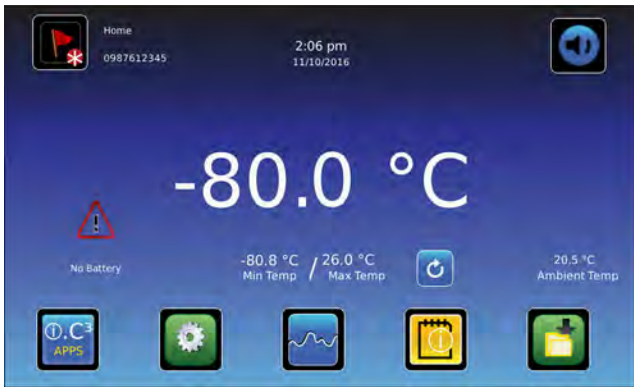 Home
0987612345
2:06 pm
11/10/2016
-80.0 °C
No Battery
-80.8 °C / 26.0 °C
Min Temp Max Temp
20.5 °C
Ambient Temp
i.C³
APPS